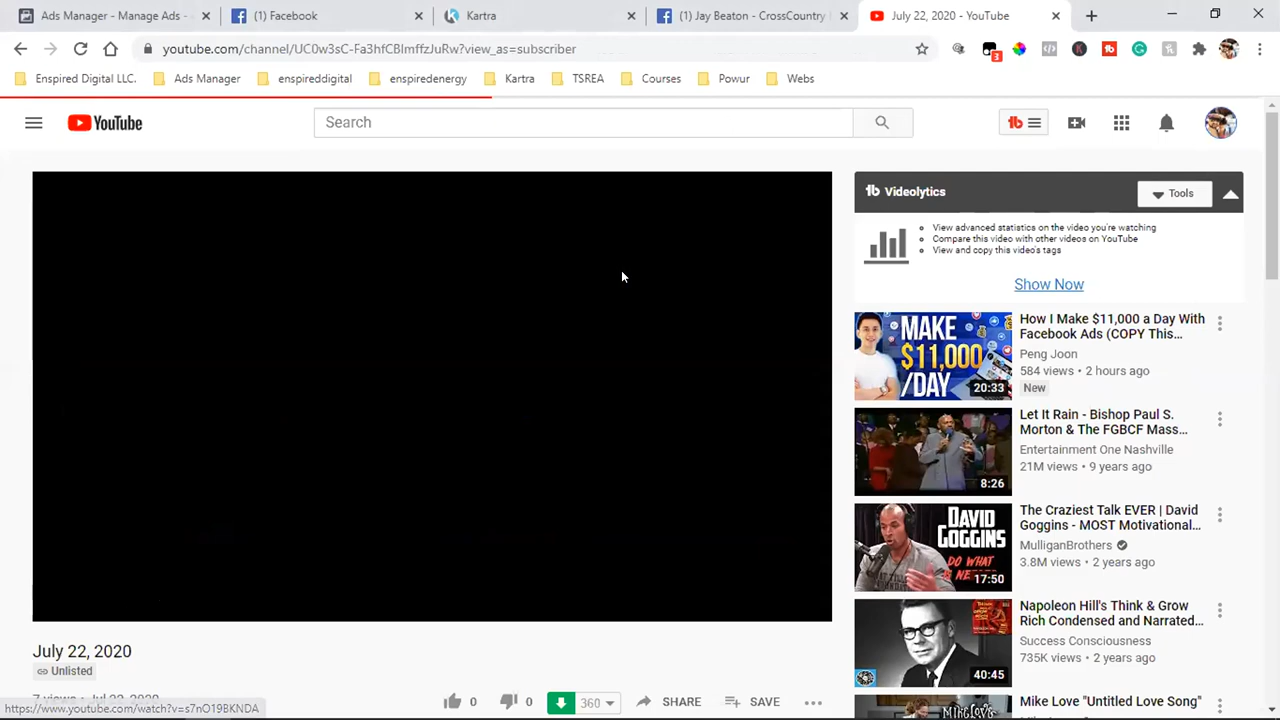 Ads Manager - Manage Ads -
(1) Facebook
Kartra
(1) Jay Beaton - CrossCountry
July 22, 2020 - YouTube
youtube.com/channel/UC0w3sC-Fa3hfCBlmffzJuRw?view_as=subscriber
3
Enspired Digital LLC.
Ads Manager
enspireddigital
enspiredenergy
Kartra
TSREA
Courses
Powur
Webs
YouTube
Search
Videolytics
Tools
View advanced statistics on the video you're watching
Compare this video with other videos on YouTube
View and copy this video's tags
Show Now
MAKE
$11,000
/DAY
20:33
How I Make $11,000 a Day With
Facebook Ads (COPY This...
Peng Joon
584 views • 2 hours ago
New
8:26
Let It Rain - Bishop Paul S.
Morton & The FGBCF Mass...
Entertainment One Nashville
21M views • 9 years ago
DAVID
GOGGINS
DO WHAT
17:50
The Craziest Talk EVER | David
Goggins - MOST Motivational...
MulliganBrothers
3.8M views • 2 years ago
40:45
Napoleon Hill's Think & Grow
Rich Condensed and Narrated...
Success Consciousness
735K views • 2 years ago
Mike Love "Untitled Love Song"
July 22, 2020
Unlisted
7 views • Jul 22, 2020
0
0
360
SHARE
SAVE